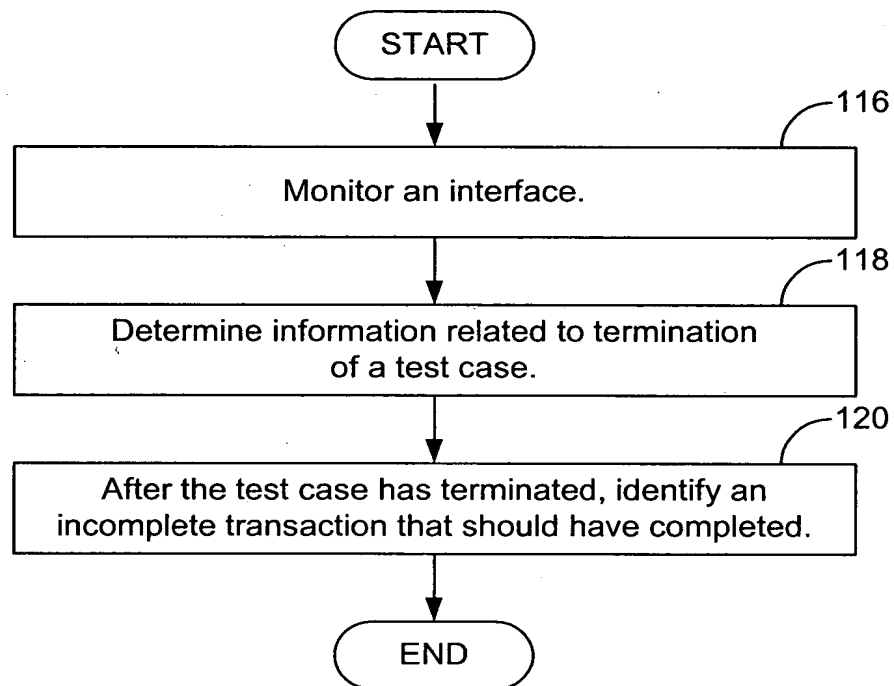 START
116
Monitor an interface.
118
Determine information related to termination
of a test case.
120
After the test case has terminated, identify an
incomplete transaction that should have completed.
END